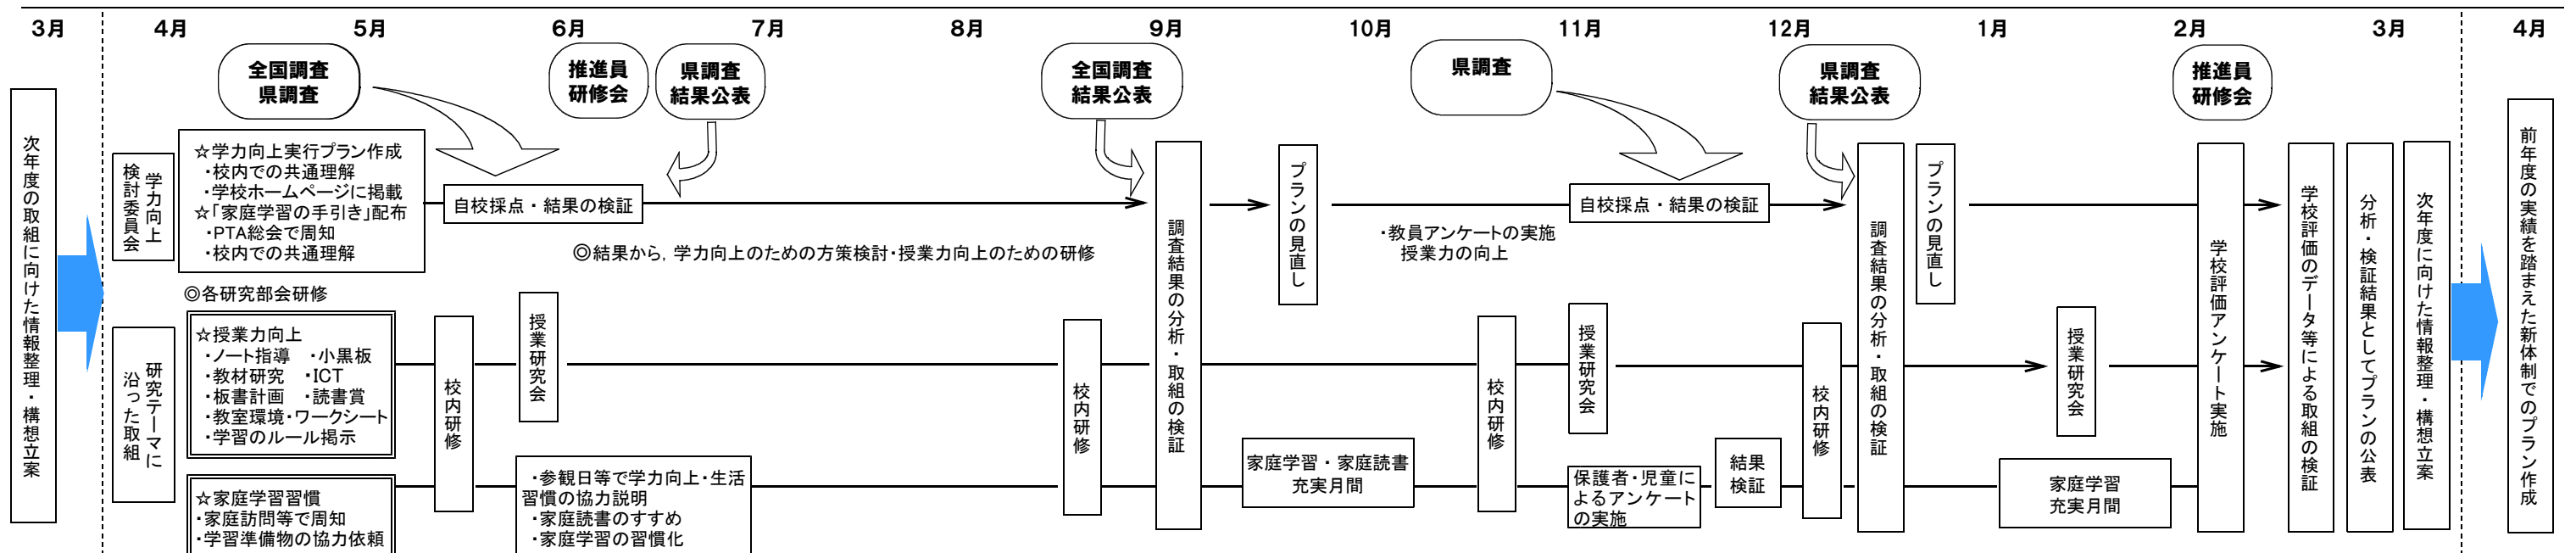 3月 4月 5月 6月 7月 8月 9月 10月 11月 12月 1月 2月 3月 4月
全国調査
県調査
推進員
研修会
県調査
結果公表
全国調査
結果公表
県調査
県調査
結果公表
推進員
研修会
次年度の取組に向けた情報整理・構想立案
学力向上
検討委員会
☆学力向上実行プラン作成
・校内での共通理解
・学校ホームページに掲載
☆「家庭学習の手引き」配布
・PTA総会で周知
・校内での共通理解
自校採点・結果の検証
◎結果から，学力向上のための方策検討・授業力向上のための研修
調査結果の分析・取組の検証
プランの見直し
・教員アンケートの実施
授業力の向上
自校採点・結果の検証
調査結果の分析・取組の検証
プランの見直し
学校評価アンケート実施
学校評価のデータ等による取組の検証
分析・検証結果としてプランの公表
次年度に向けた情報整理・構想立案
前年度の実績を踏まえた新体制でのプラン作成
◎各研究部会研修
研究テーマに
沿った取組
☆授業力向上
・ノート指導 ・小黒板
・教材研究 ・ICT
・板書計画 ・読書賞
・教室環境・ワークシート
・学習のルール掲示
☆家庭学習習慣
・家庭訪問等で周知
・学習準備物の協力依頼
校内研修
授業研究会
・参観日等で学力向上・生活
習慣の協力説明
・家庭読書のすすめ
・家庭学習の習慣化
校内研修
家庭学習・家庭読書
充実月間
校内研修
授業研究会
保護者・児童に
よるアンケート
の実施
結果
検証
校内研修
授業研究会
家庭学習
充実月間